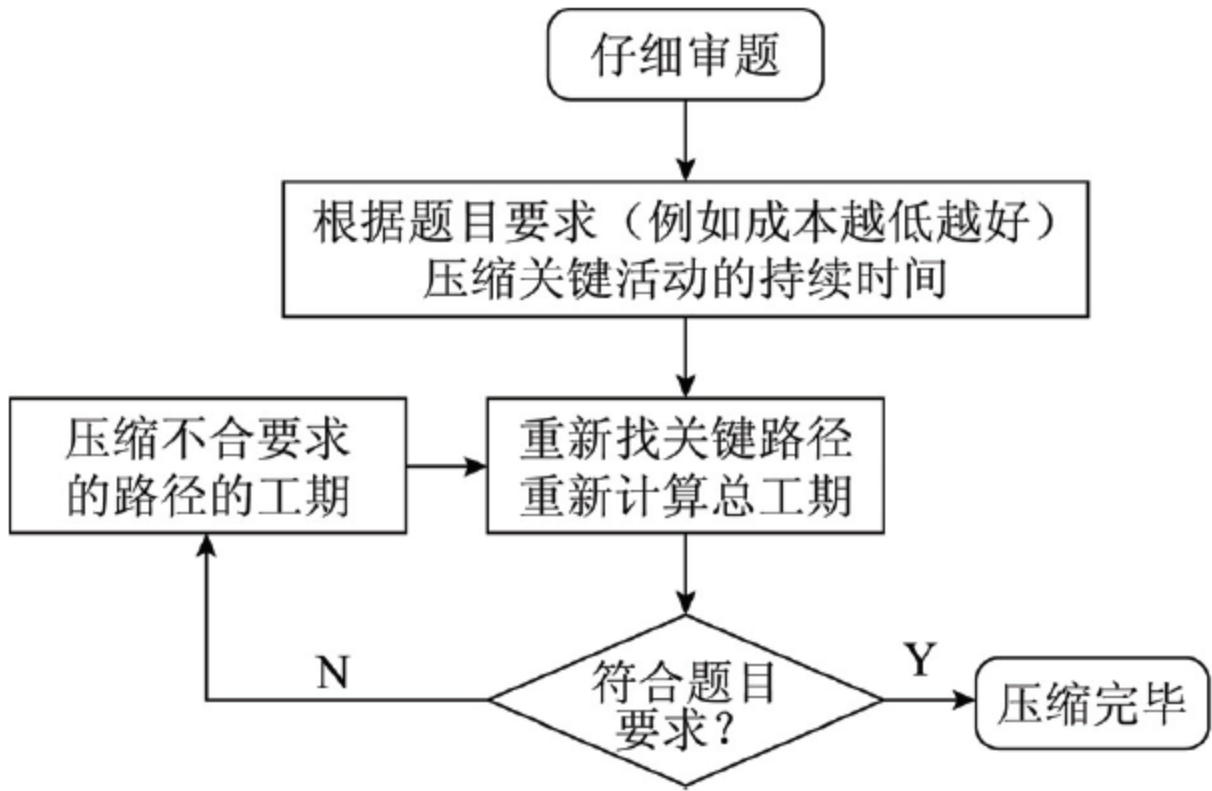 仔细审题
根据题目要求（例如成本越低越好）
压缩关键活动的持续时间
压缩不合要求
的路径的工期
重新找关键路径
重新计算总工期
N
符合题目
要求？
Y
压缩完毕